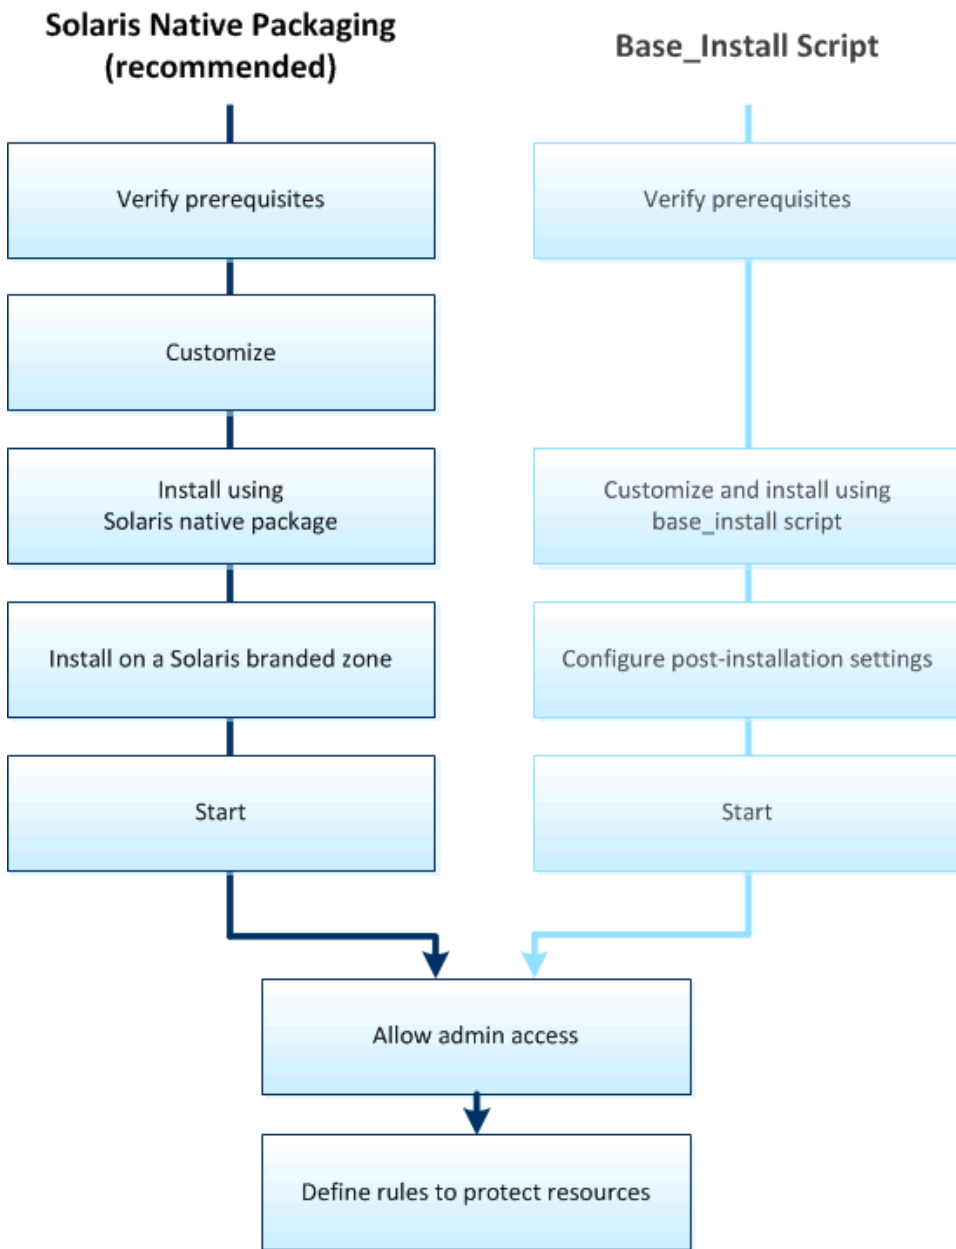 Solaris Native Packaging
(recommended)
Verify prerequisites
Customize
Install using
Solaris native package
Install on a Solaris branded zone
Start
Base_Install Script
Verify prerequisites
Customize and install using
base_install script
Configure post-installation settings
Start
Allow admin access
Define rules to protect resources